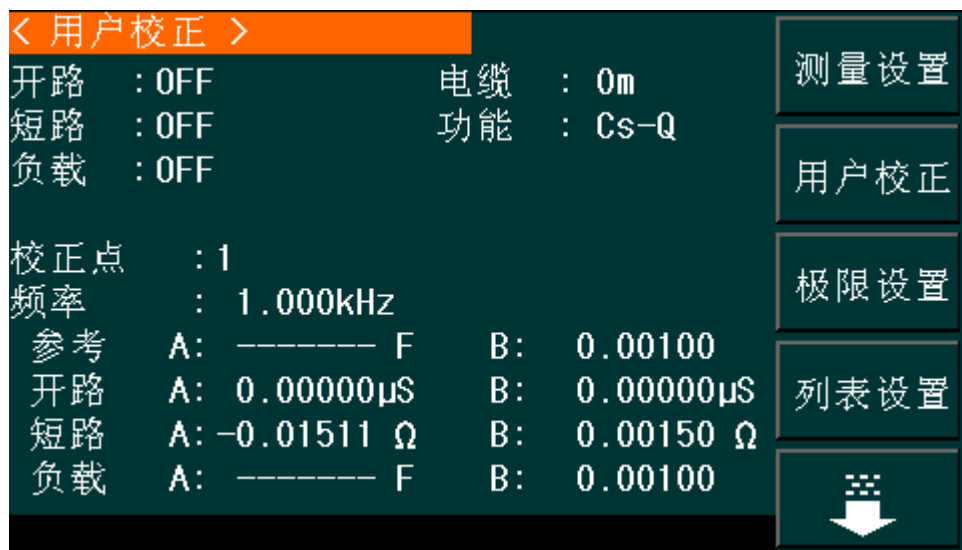 < 用户校正 >
开路 :OFF 电缆 : 0m
短路 :OFF 功能 : Cs-Q
负载 :OFF
校正点 :1
频率 : 1.000kHz
参考 A: ------- F B: 0.00100
开路 A: 0.00000μS B: 0.00000μS
短路 A:-0.01511 Ω B: 0.00150 Ω
负载 A: ------- F B: 0.00100
测量设置
用户校正
极限设置
列表设置